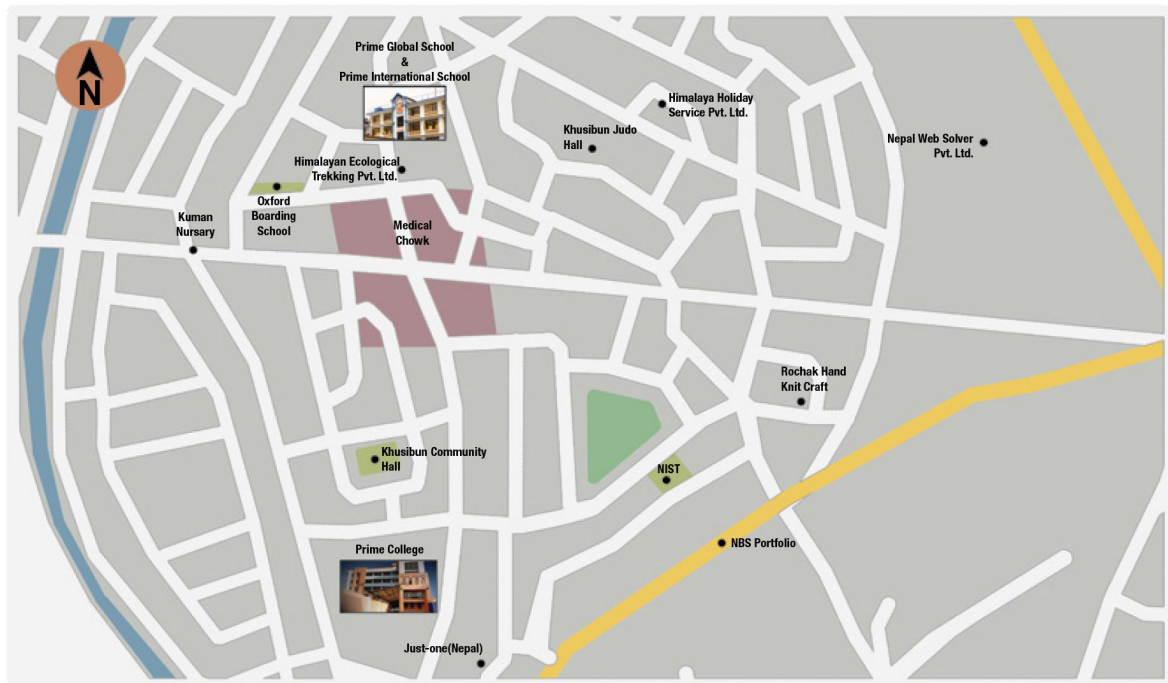 Prime Global School
&
Prime International School
N
Himalaya Holiday
Service Pvt. Ltd.
Khusibun Judo
Hall
Nepal Web Solver
Pvt. Ltd.
Himalayan Ecological
Trekking Pvt. Ltd.
Oxford
Boarding
School
Kuman
Nursary
Medical
Chowk
Rochak Hand
Knit Craft
Khusibun Community
Hall
NIST
NBS Portfolio
Prime College
Just-one(Nepal)